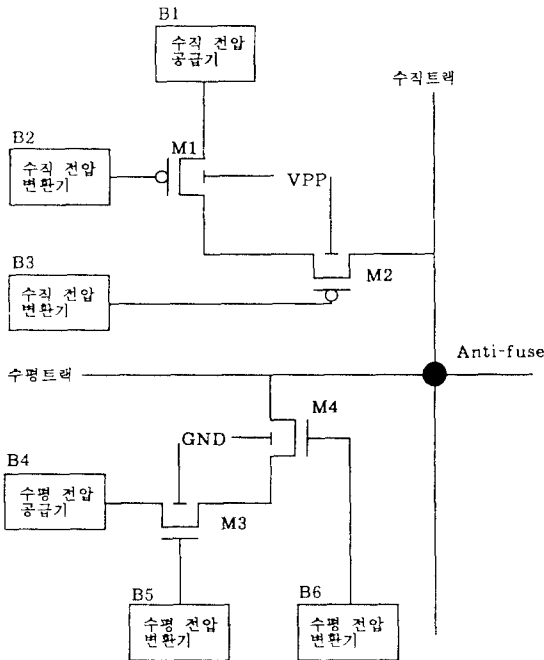 B1
수직 전압
공급기
수직트랙
B2
수직 전압
변환기
M1
VPP
B3
수직 전압
변환기
M2
Anti-fuse
수평트랙
M4
GND
B4
수평 전압
공급기
M3
B5
수평 전압
변환기
B6
수평 전압
변환기